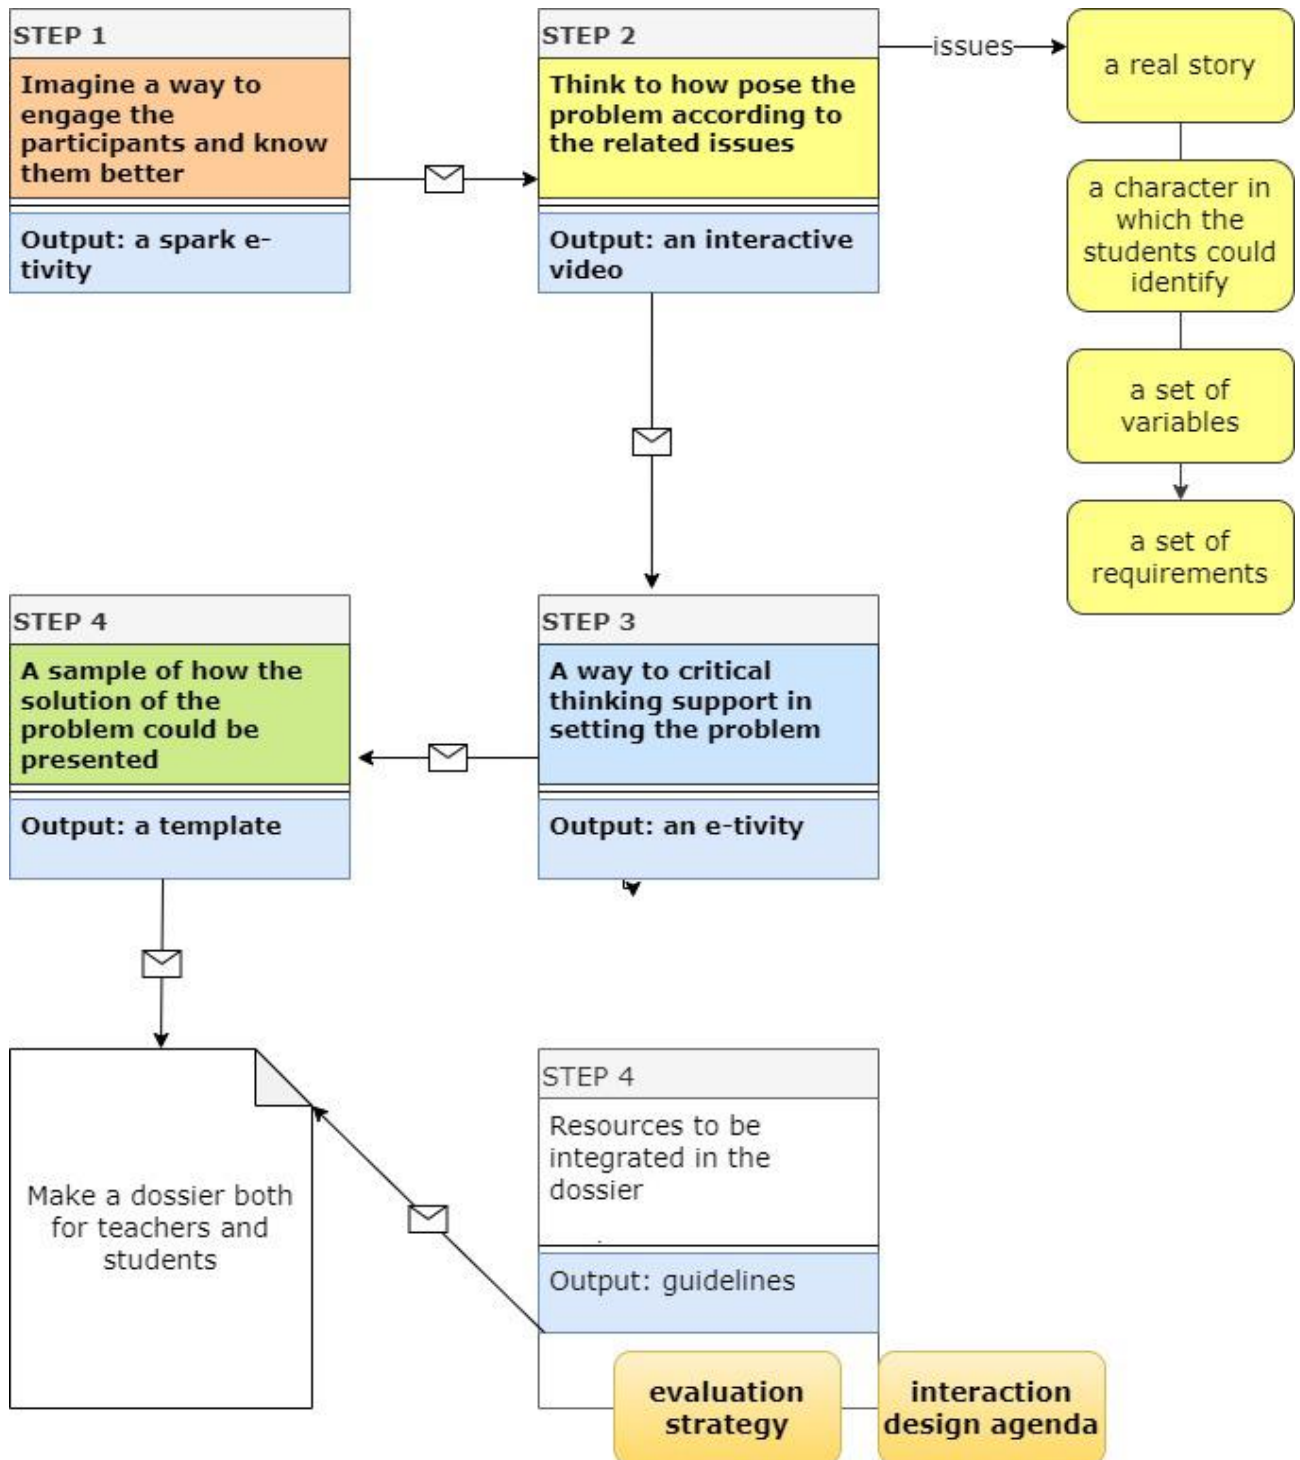 STEP 1
Imagine a way to
engage the
participants and know
them better
Output: a spark e-
tivity
STEP 2
Think to how pose the
problem according to
the related issues
Output: an interactive
video
issues
a real story
a character in
which the
students could
identify
a set of
variables
a set of
requirements
STEP 4
A sample of how the
solution of the
problem could be
presented
Output: a template
STEP 3
A way to critical
thinking support in
setting the problem
Output: an e-tivity
Make a dossier both
for teachers and
students
STEP 4
Resources to be
integrated in the
dossier
Output: guidelines
evaluation
strategy
interaction
design agenda